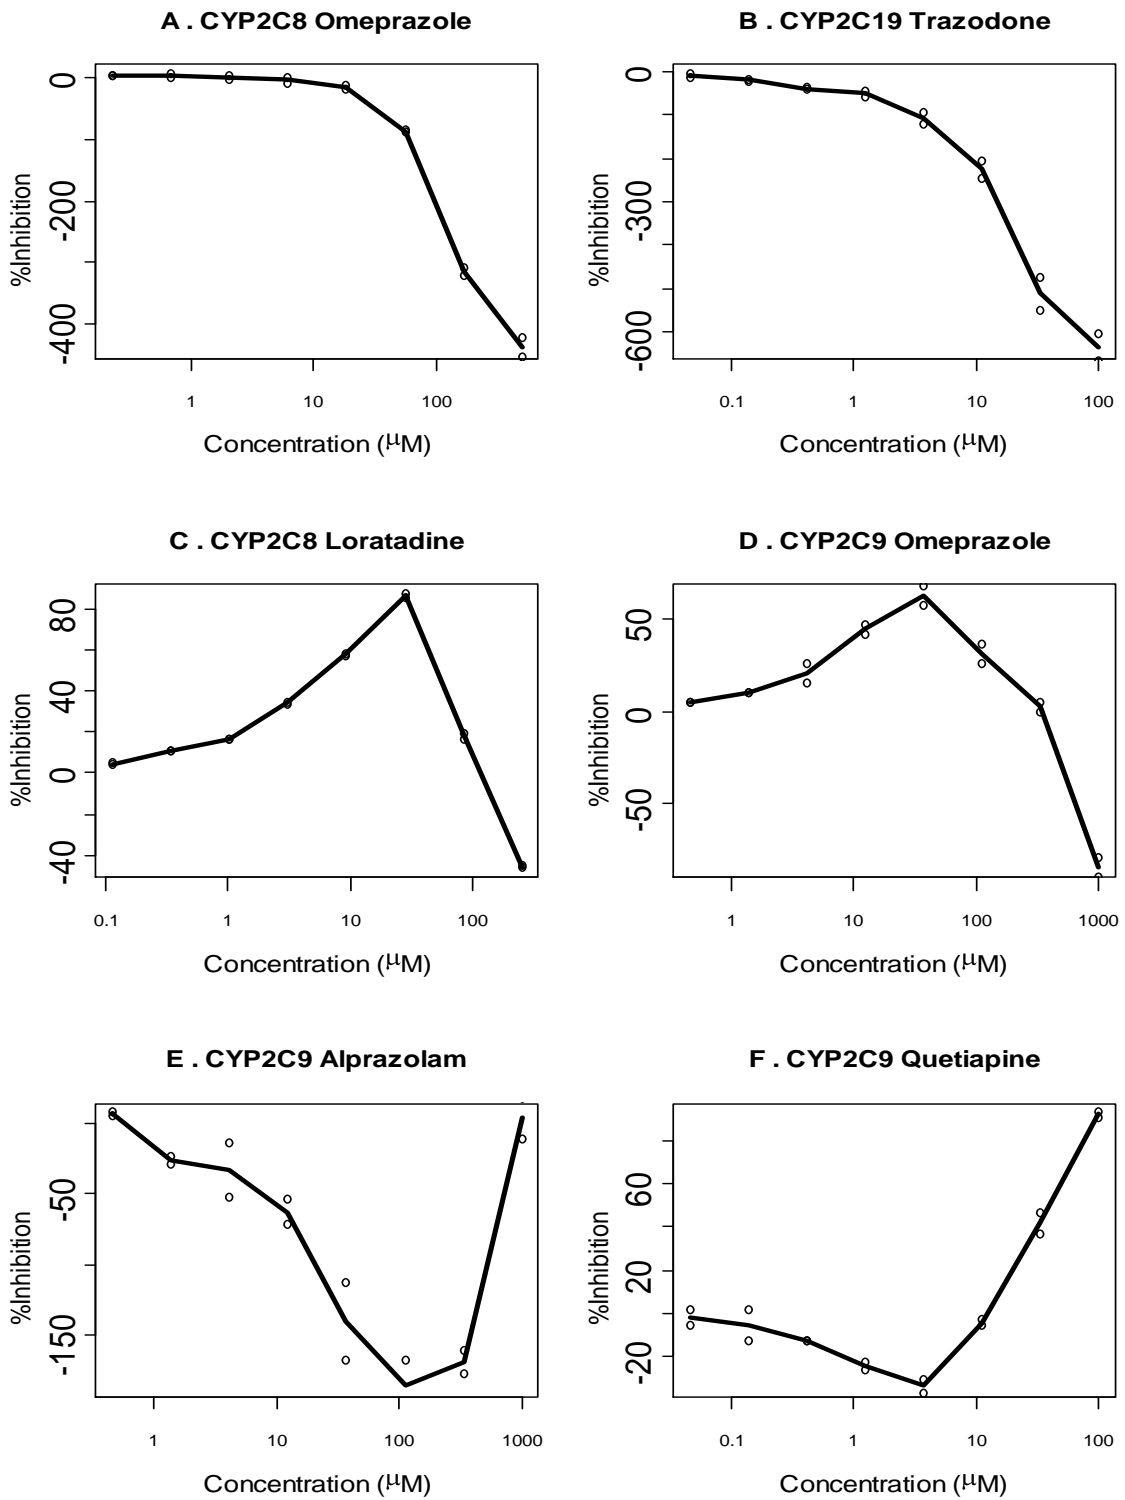 A . CYP2C8 Omeprazole
%Inhibition
0
-200
-400
1 10 100
Concentration (μM)
B . CYP2C19 Trazodone
%Inhibition
0
-300
-600
0.1 1 10 100
Concentration (μM)
C . CYP2C8 Loratadine
%Inhibition
80
40
0
-40
0.1 1 10 100
Concentration (μM)
D . CYP2C9 Omeprazole
%Inhibition
50
0
-50
1 10 100 1000
Concentration (μM)
E . CYP2C9 Alprazolam
%Inhibition
-50
-150
1 10 100 1000
Concentration (μM)
F . CYP2C9 Quetiapine
%Inhibition
60
20
-20
0.1 1 10 100
Concentration (μM)